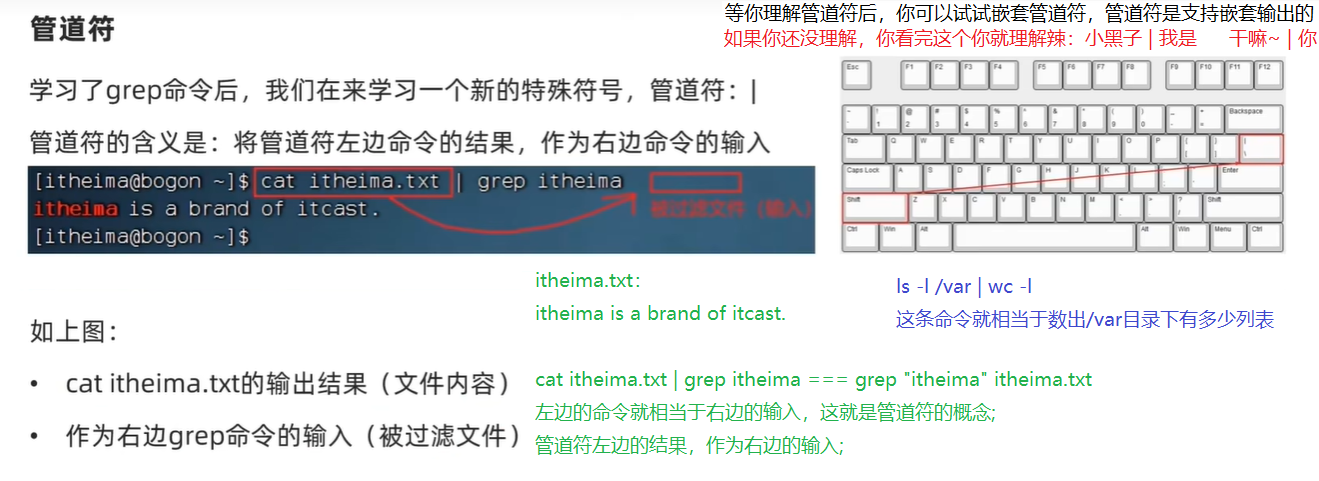 管道符
等你理解管道符后，你可以试试嵌套管道符，管道符是支持嵌套输出的
如果你还没理解，你看完这个你就理解辣：小黑子 | 我是 干嘛~ | 你
学习了grep命令后，我们在来学习一个新的特殊符号，管道符：|
管道符的含义是：将管道符左边命令的结果，作为右边命令的输入
[itheima@bogon ~]$ cat itheima.txt | grep itheima
itheima is a brand of itcast.
被过滤文件（输入）
[itheima@bogon ~]$
Esc F1 F2 F3 F4 F5 F6 F7 F8 F9 F10 F11 F12
~ ! @ # $ % ^ & * ( ) _ + Backspace
` 1 2 3 4 5 6 7 8 9 0 - =
Tab Q W E R T Y U I O P { } |
[ ] \
Caps Lock A S D F G H J K L : " Enter
Shift Z X C V B N M < > ? Shift
/
Ctrl Win Alt Alt Win Menu Ctrl
itheima.txt：
itheima is a brand of itcast.
ls -l /var | wc -l
这条命令就相当于数出/var目录下有多少列表
如上图：
• cat itheima.txt的输出结果（文件内容）
• 作为右边grep命令的输入（被过滤文件）
cat itheima.txt | grep itheima === grep "itheima" itheima.txt
左边的命令就相当于右边的输入，这就是管道符的概念;
管道符左边的结果，作为右边的输入;